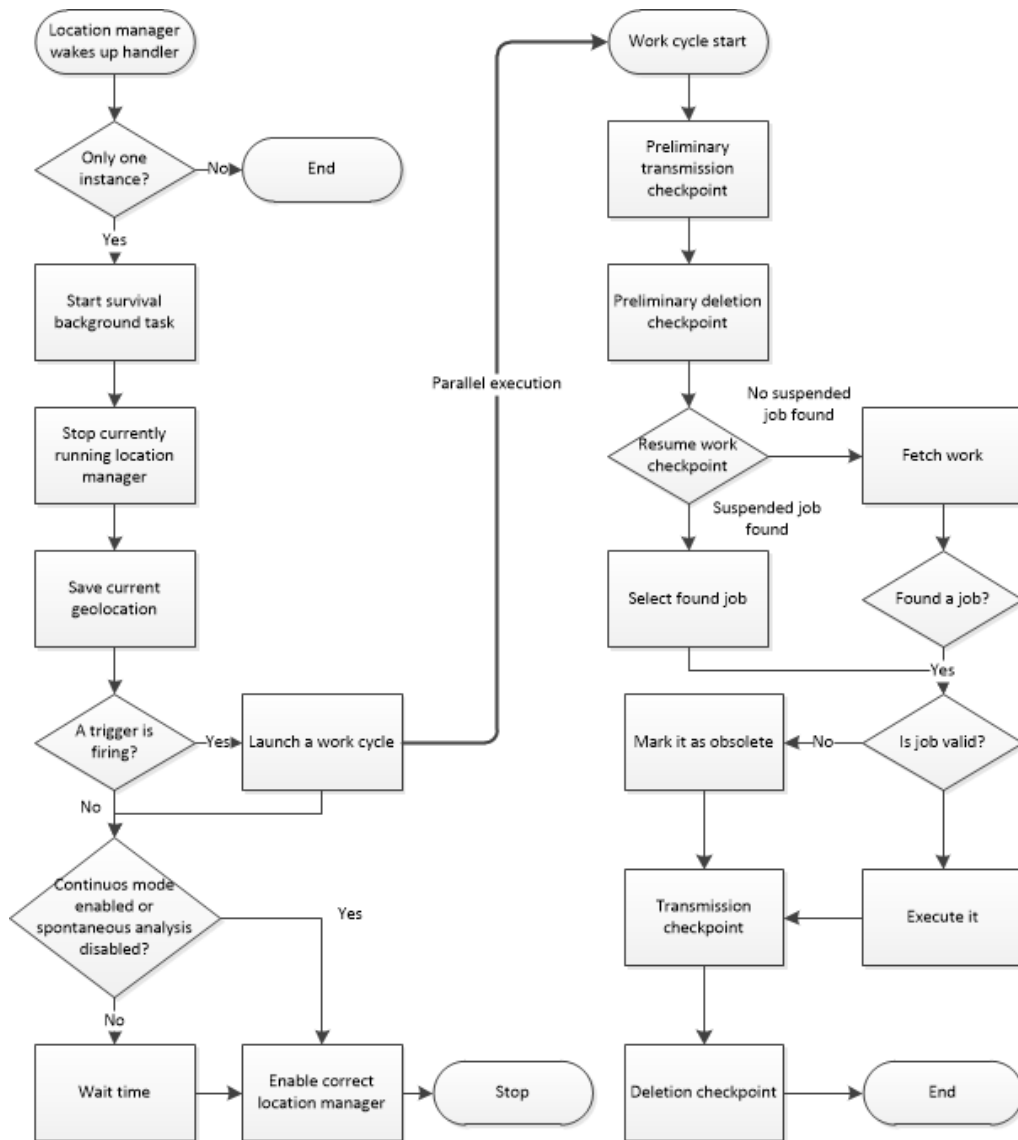 Location manager
wakes up handler
Only one
instance?
No
End
Yes
Start survival
background task
Stop currently
running location
manager
Save current
geolocation
A trigger is
firing?
Yes
Launch a work cycle
No
Continuos mode
enabled or
spontaneous analysis
disabled?
Yes
No
Wait time
Enable correct
location manager
Stop
Parallel execution
Work cycle start
Preliminary
transmission
checkpoint
Preliminary deletion
checkpoint
Resume work
checkpoint
No suspended
job found
Fetch work
Suspended job
found
Select found job
Found a job?
Yes
Is job valid?
No
Mark it as obsolete
Transmission
checkpoint
Execute it
Deletion checkpoint
End